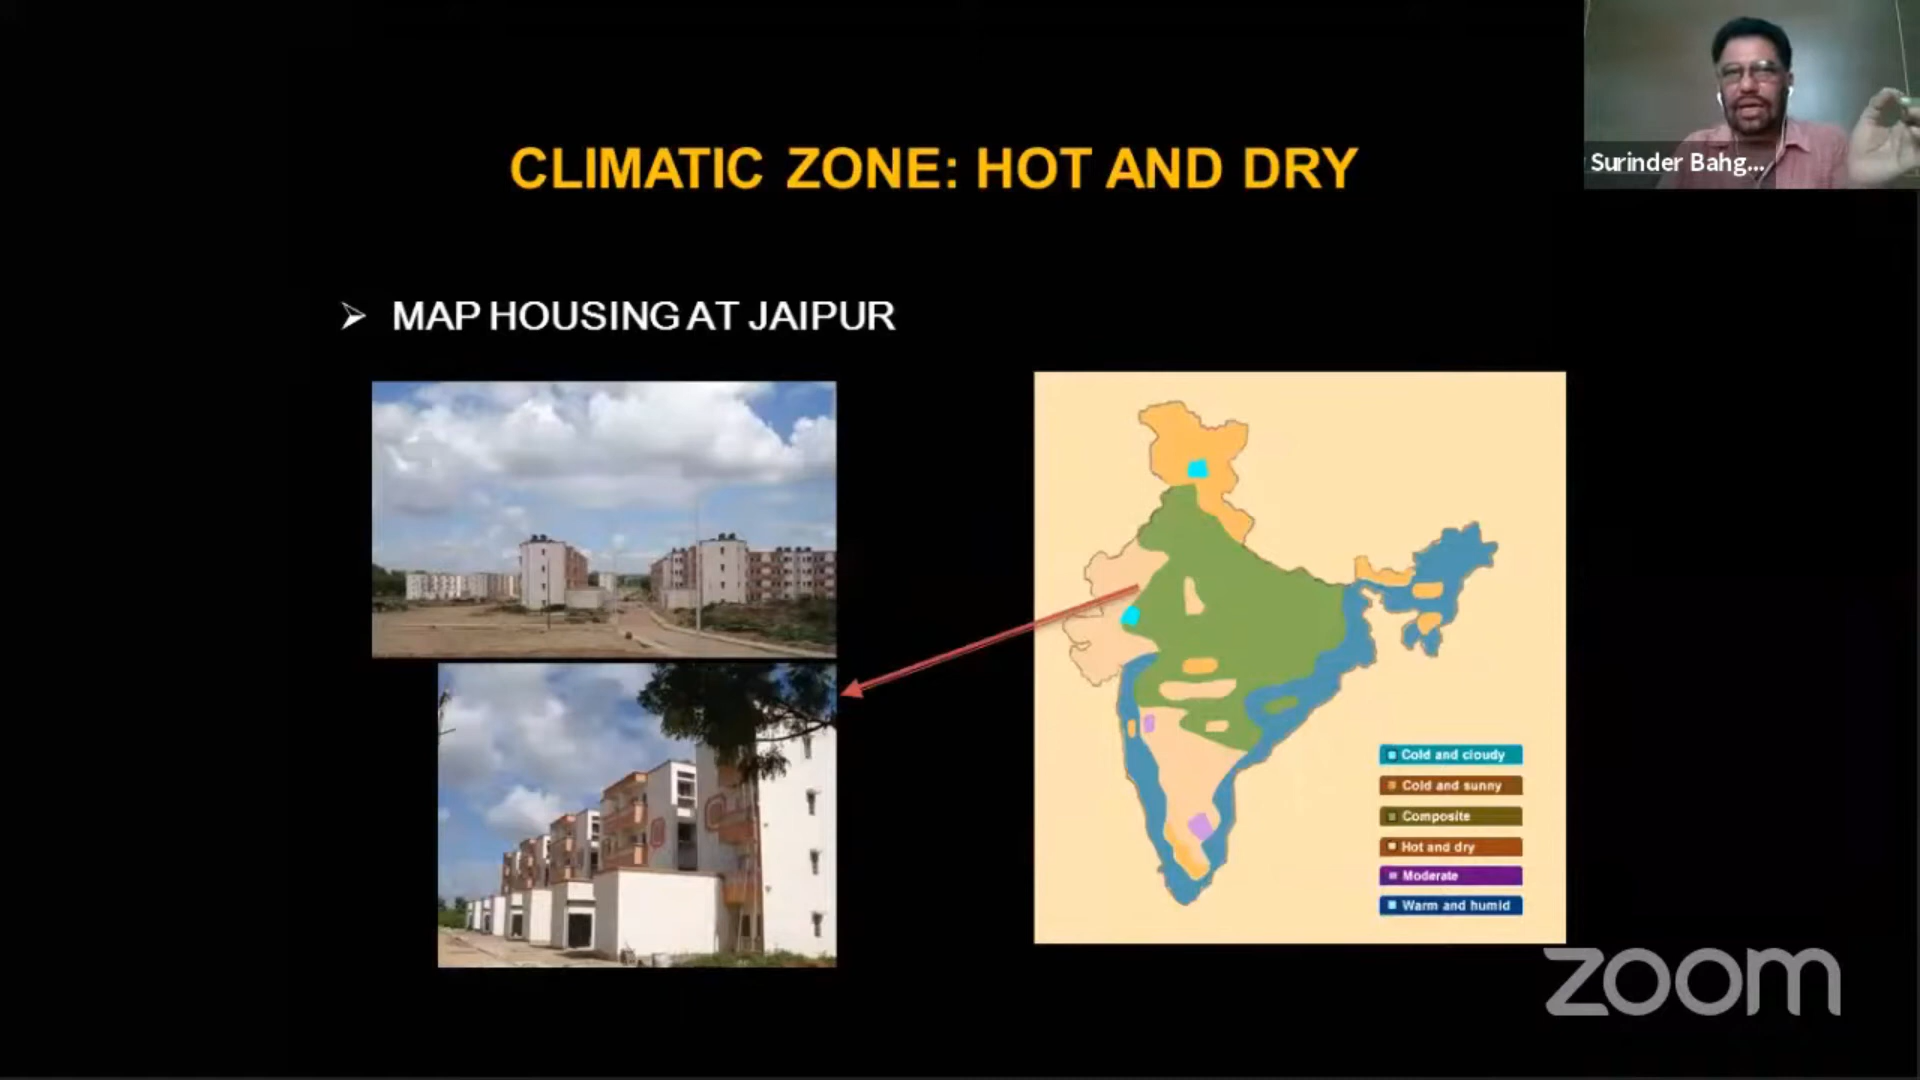 Surinder Bahg...
CLIMATIC ZONE: HOT AND DRY
MAP HOUSING AT JAIPUR
Cold and cloudy
Cold and sunny
Composite
Hot and dry
Moderate
Warm and humid
zoom